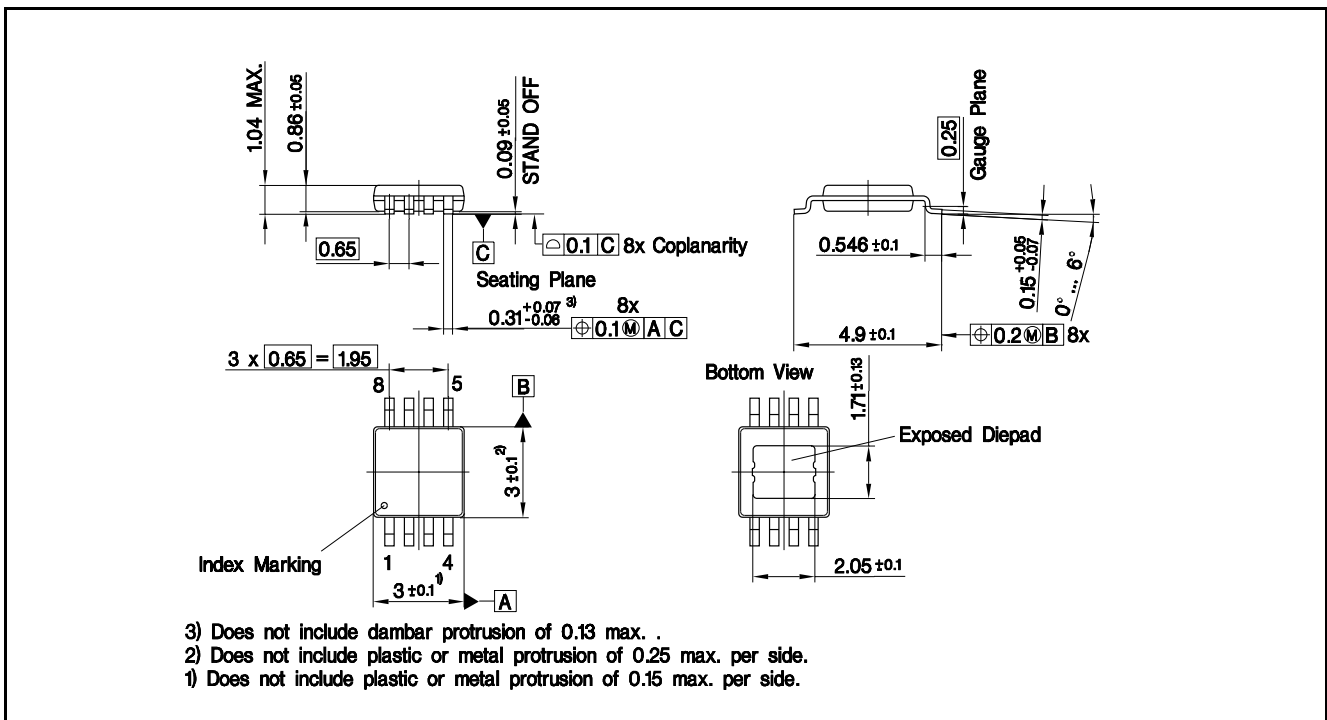 1.04 MAX.
0.86 ±0.05
0.09 ±0.05
STAND OFF
0.65
C
⌓ 0.1 C 8x Coplanarity
Seating Plane
0.31 +0.07 -0.06 3)
8x
⌖ 0.1 Ⓜ A C
0.25
Gauge Plane
0.546 ±0.1
0.15 +0.05 -0.07
0° ... 6°
4.9 ±0.1
⌖ 0.2 Ⓜ B 8x
3 x 0.65 = 1.95
8
5
B
3 ±0.1 2)
Index Marking
1
4
3 ±0.1 1)
A
Bottom View
1.71 ±0.13
Exposed Diepad
2.05 ±0.1
3) Does not include dambar protrusion of 0.13 max. .
2) Does not include plastic or metal protrusion of 0.25 max. per side.
1) Does not include plastic or metal protrusion of 0.15 max. per side.